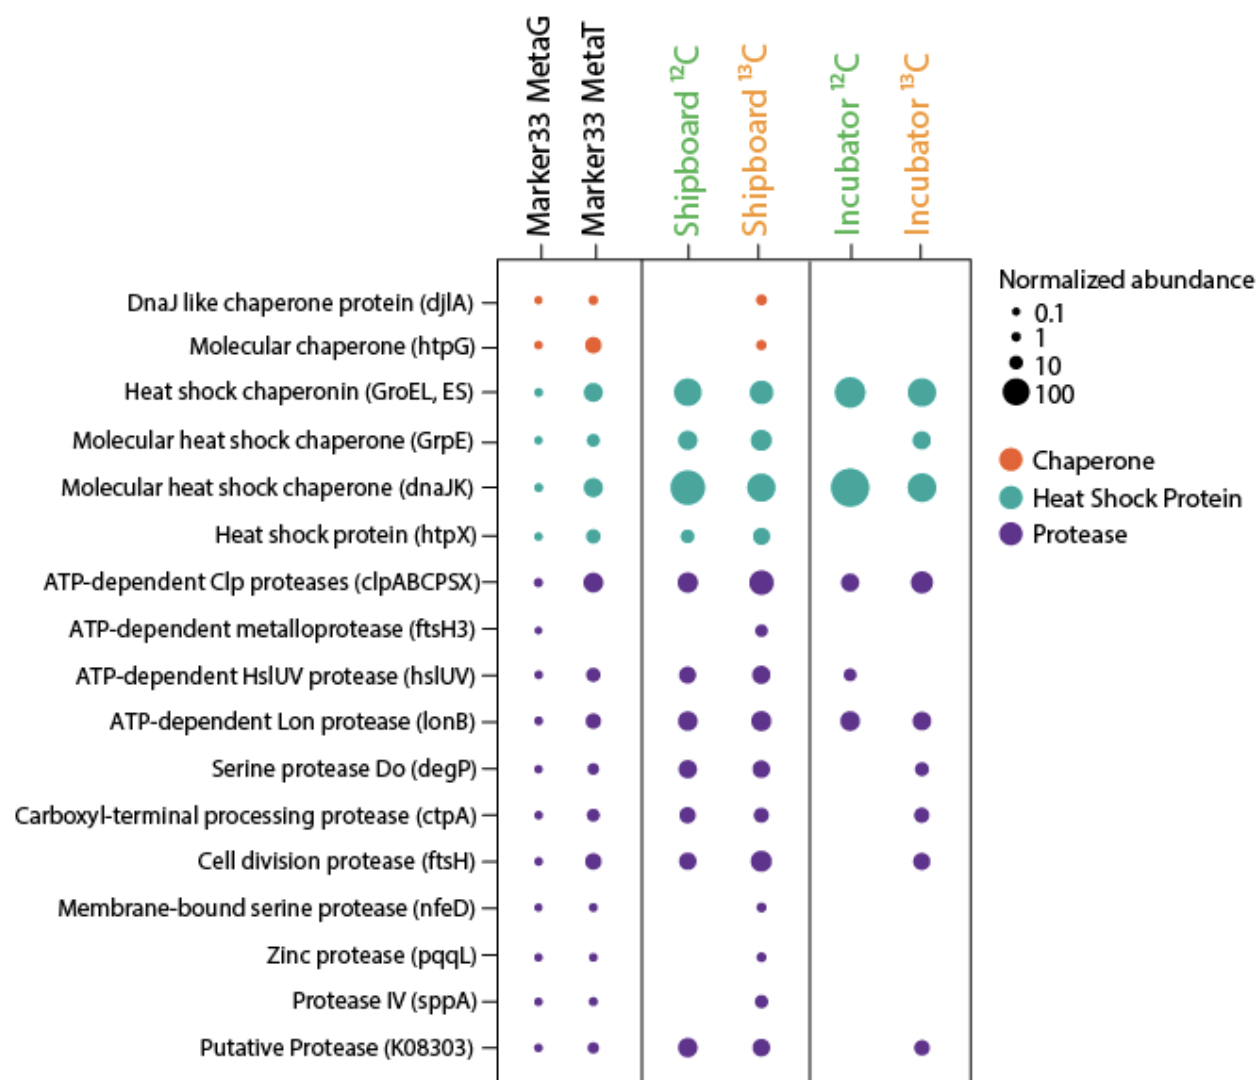 Marker33 MetaG
Marker33 MetaT
Shipboard ¹²C
Shipboard ¹³C
Incubator ¹²C
Incubator ¹³C
DnaJ like chaperone protein (djlA)
Molecular chaperone (htpG)
Heat shock chaperonin (GroEL, ES)
Molecular heat shock chaperone (GrpE)
Molecular heat shock chaperone (dnaJK)
Heat shock protein (htpX)
ATP-dependent Clp proteases (clpABCPSX)
ATP-dependent metalloprotease (ftsH3)
ATP-dependent HslUV protease (hslUV)
ATP-dependent Lon protease (lonB)
Serine protease Do (degP)
Carboxyl-terminal processing protease (ctpA)
Cell division protease (ftsH)
Membrane-bound serine protease (nfeD)
Zinc protease (pqqL)
Protease IV (sppA)
Putative Protease (K08303)
Normalized abundance
0.1
1
10
100
Chaperone
Heat Shock Protein
Protease